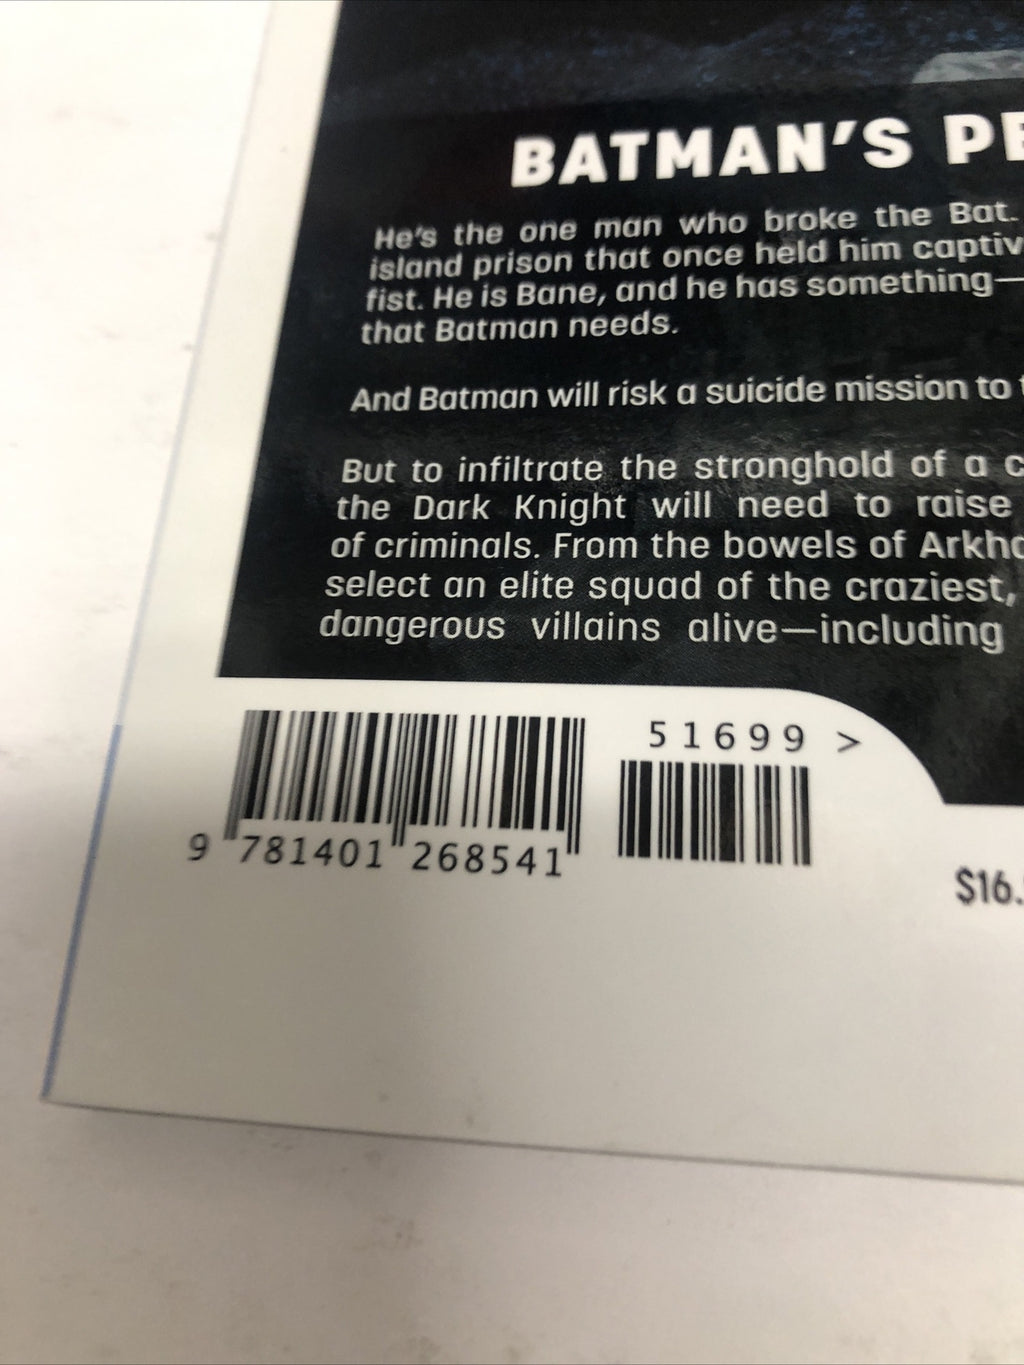 BATMAN'S PE
He's the one man who broke the Bat.
island prison that once held him captiv
fist. He is Bane, and he has something—
that Batman needs.
And Batman will risk a suicide mission to t
But to infiltrate the stronghold of a c
the Dark Knight will need to raise
of criminals. From the bowels of Arkha
select an elite squad of the craziest,
dangerous villains alive—including
51699 >
9 781401 268541
$16.